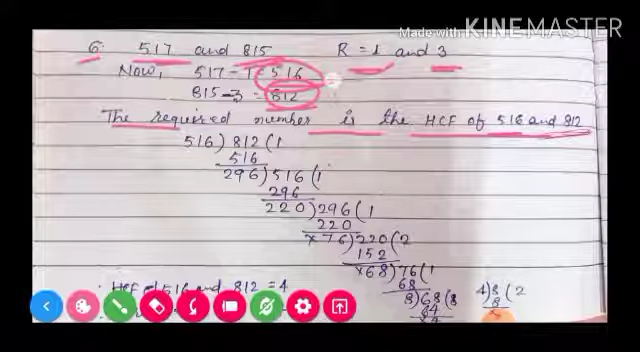 Made with KINEMASTER
6. 517 and 815 R = 1 and 3
Now, 517 - 1 = 516
815 - 3 = 812
The required number is the HCF of 516 and 812
516 ) 812 ( 1
516
296 ) 516 ( 1
296
220 ) 296 ( 1
220
×76 ) 220 ( 2
152
×68 ) 76 ( 1
68
8 ) 68 ( 8
64
×4
4 ) 8 ( 2
8
×
∴ HCF of 516 and 812 = 4